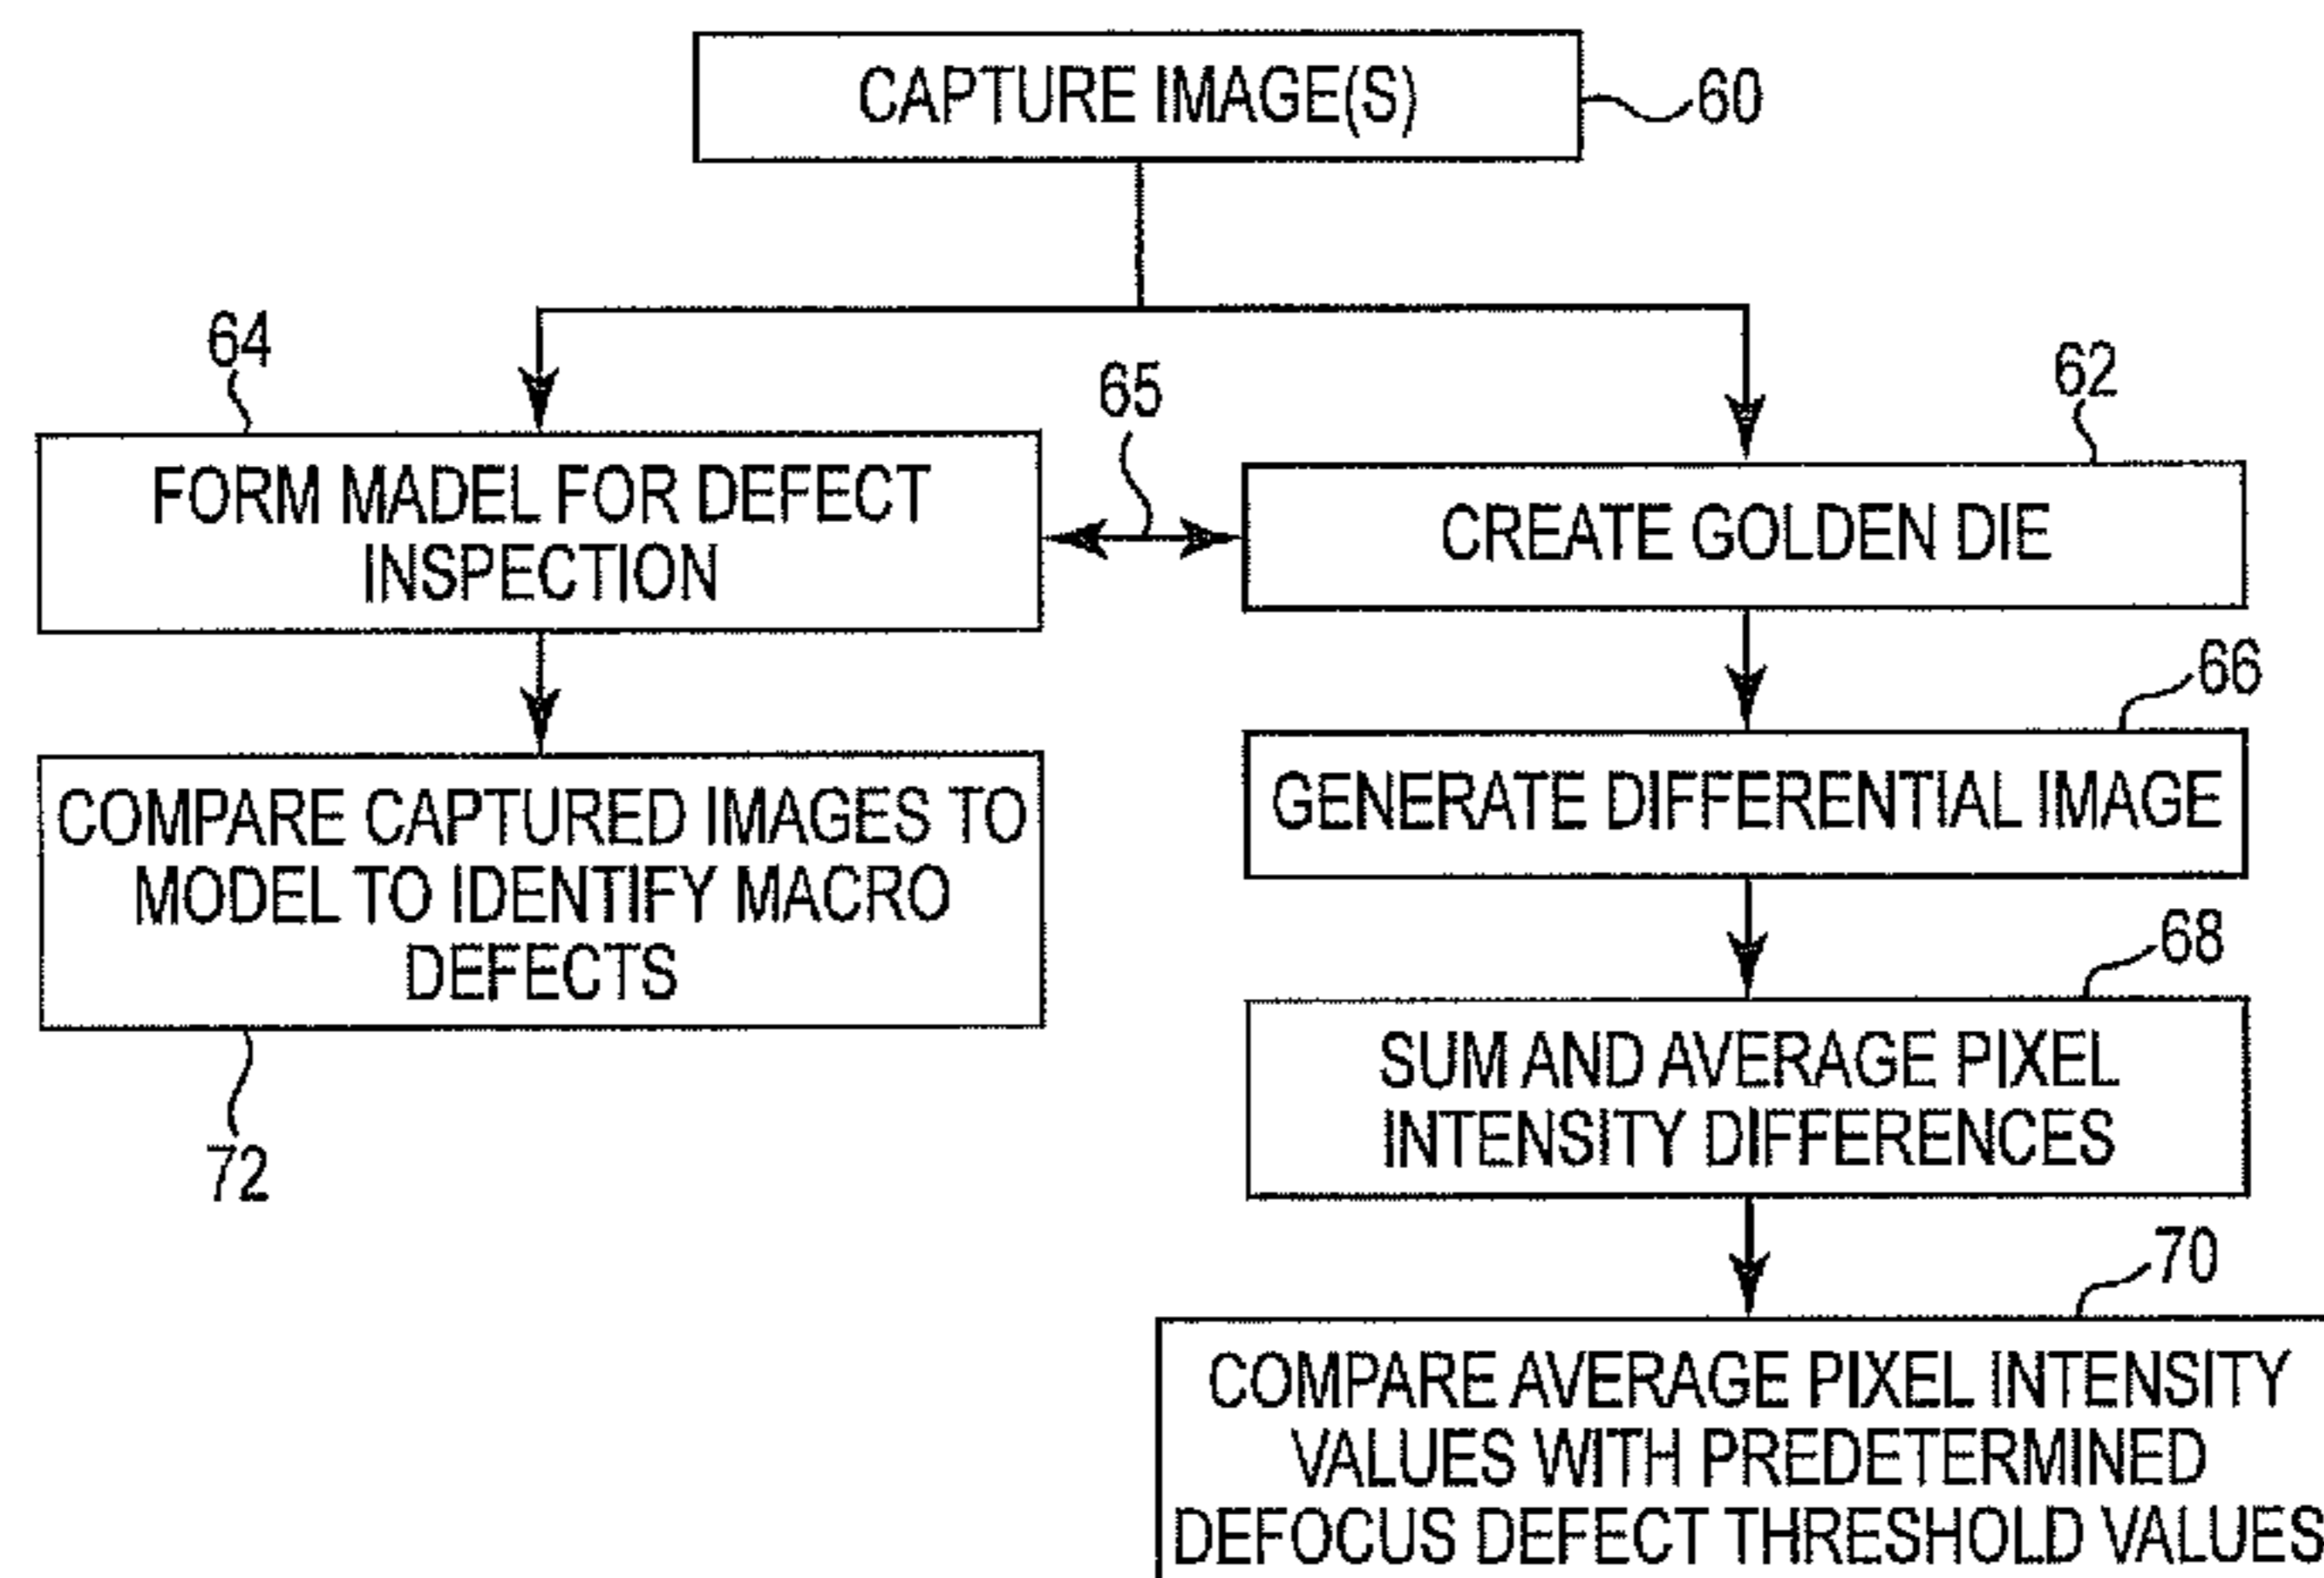 CAPTURE IMAGE(S)
60
64
65
62
FORM MADEL FOR DEFECT
INSPECTION
CREATE GOLDEN DIE
66
COMPARE CAPTURED IMAGES TO
MODEL TO IDENTIFY MACRO
DEFECTS
72
GENERATE DIFFERENTIAL IMAGE
68
SUM AND AVERAGE PIXEL
INTENSITY DIFFERENCES
70
COMPARE AVERAGE PIXEL INTENSITY
VALUES WITH PREDETERMINED
DEFOCUS DEFECT THRESHOLD VALUES